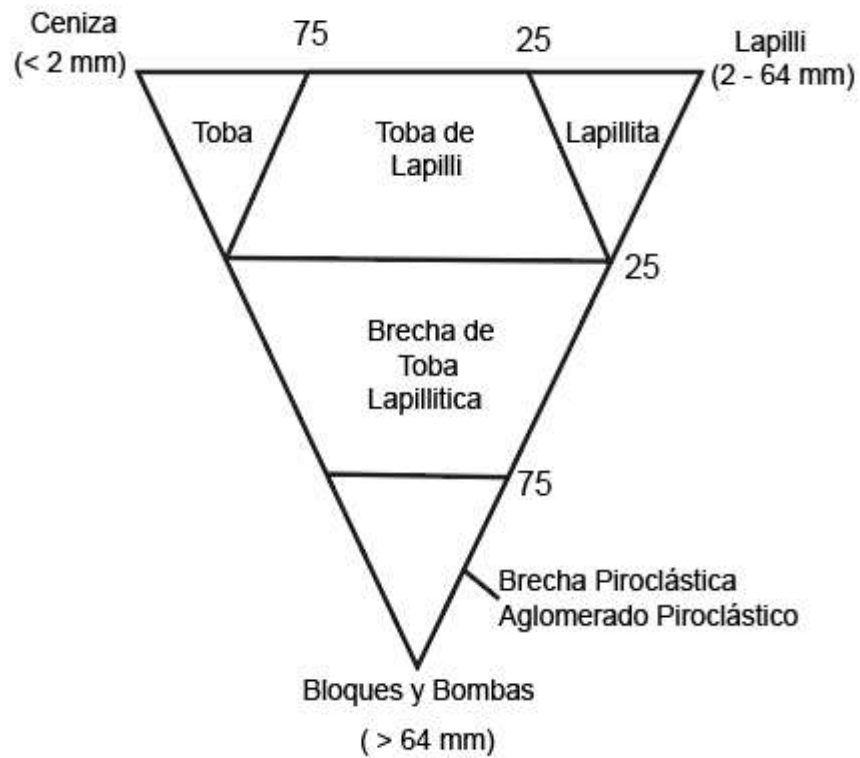 Ceniza
(< 2 mm)
75
25
Lapilli
(2 - 64 mm)
Toba
Toba de
Lapilli
Lapillita
25
Brecha de
Toba
Lapillitica
75
Brecha Piroclástica
Aglomerado Piroclástico
Bloques y Bombas
( > 64 mm)